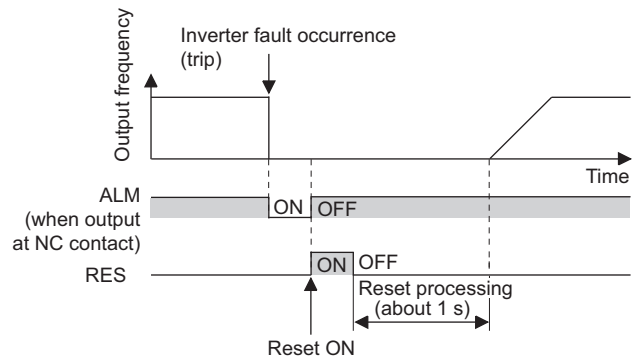 Inverter fault occurrence
(trip)
Output frequency
Time
ALM
(when output
at NC contact)
ON
OFF
RES
ON
OFF
Reset processing
(about 1 s)
Reset ON